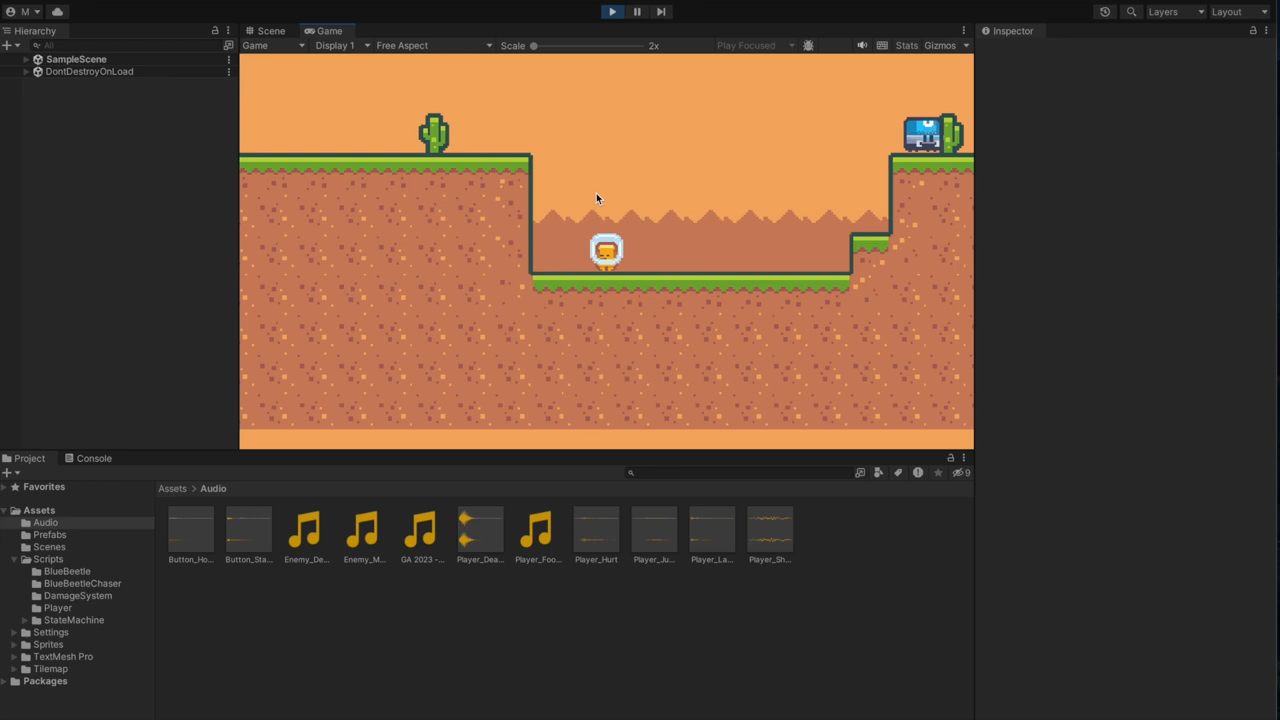 M
Layers
Layout
Hierarchy
Scene
Game
Inspector
All
Game
Display 1
Free Aspect
Scale
2x
Play Focused
Stats
Gizmos
SampleScene
DontDestroyOnLoad
Project
Console
9
Favorites
Assets > Audio
Assets
Audio
Prefabs
Scenes
Scripts
BlueBeetle
BlueBeetleChaser
DamageSystem
Player
StateMachine
Settings
Sprites
TextMesh Pro
Tilemap
Packages
Button_Ho...
Button_Sta...
Enemy_De...
Enemy_M...
GA 2023 -...
Player_Dea...
Player_Foo...
Player_Hurt
Player_Ju...
Player_La...
Player_Sh...